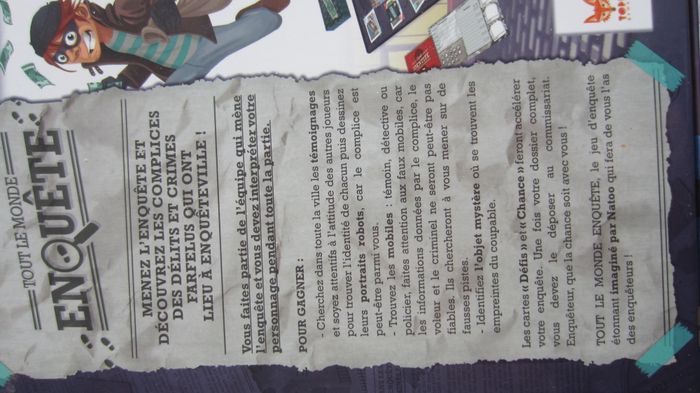 TOUT LE MONDE
ENQUÊTE
MENEZ L'ENQUÊTE ET
DÉCOUVREZ LES COMPLICES
DES DÉLITS ET CRIMES
FARFELUS QUI ONT
LIEU À ENQUÊTEVILLE !
Vous faites partie de l'équipe qui mène
l'enquête et vous devez interpréter votre
personnage pendant toute la partie.
POUR GAGNER :
- Cherchez dans toute la ville les témoignages
et soyez attentifs à l'attitude des autres joueurs
pour trouver l'identité de chacun puis dessinez
leurs portraits robots, car le complice est
peut-être parmi vous.
- Trouvez les mobiles : témoin, détective ou
policier, faites attention aux faux mobiles, car
les informations données par le complice, le
voleur et le criminel ne seront peut-être pas
fiables. Ils chercheront à vous mener sur de
fausses pistes.
- Identifiez l'objet mystère où se trouvent les
empreintes du coupable.
Les cartes « Défis » et « Chance » feront accélérer
votre enquête. Une fois votre dossier complet,
vous devez le déposer au commissariat.
Enquêteur, que la chance soit avec vous !
TOUT LE MONDE ENQUÊTE, le jeu d'enquête
étonnant imaginé par Natoo qui fera de vous l'as
des enquêteurs !